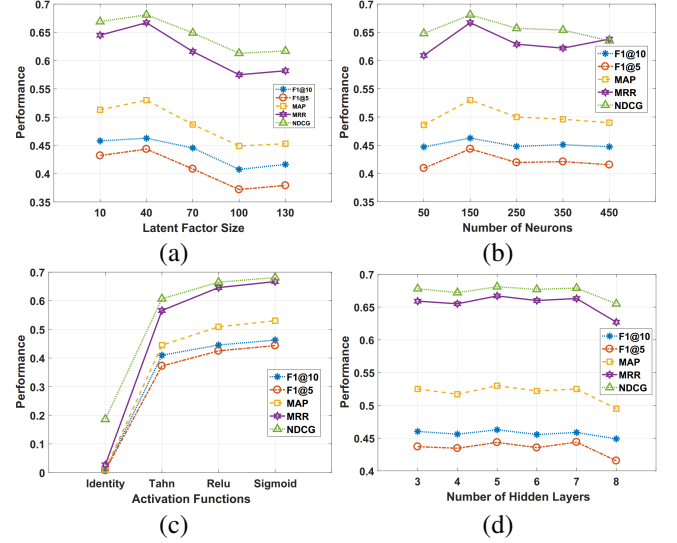 0.7
0.65
0.6
0.55
0.5
0.45
0.4
0.35
Performance
10 40 70 100 130
Latent Factor Size
F1@10
F1@5
MAP
MRR
NDCG
(a)
0.7
0.65
0.6
0.55
0.5
0.45
0.4
0.35
Performance
50 150 250 350 450
Number of Neurons
F1@10
F1@5
MAP
MRR
NDCG
(b)
0.7
0.6
0.5
0.4
0.3
0.2
0.1
0
Performance
Identity Tahn Relu Sigmoid
Activation Functions
F1@10
F1@5
MAP
MRR
NDCG
(c)
0.7
0.65
0.6
0.55
0.5
0.45
0.4
Performance
3 4 5 6 7 8
Number of Hidden Layers
F1@10
F1@5
MAP
MRR
NDCG
(d)